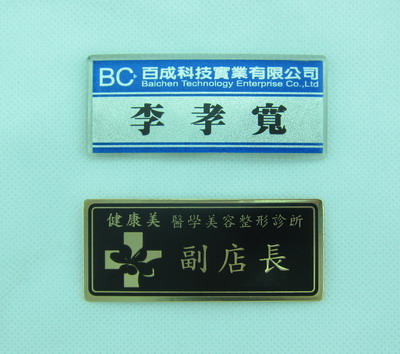 BC 百成科技實業有限公司
Baichen Technology Enterprise Co.,Ltd
李孝寬
健康美 醫學美容整形診所
副店長